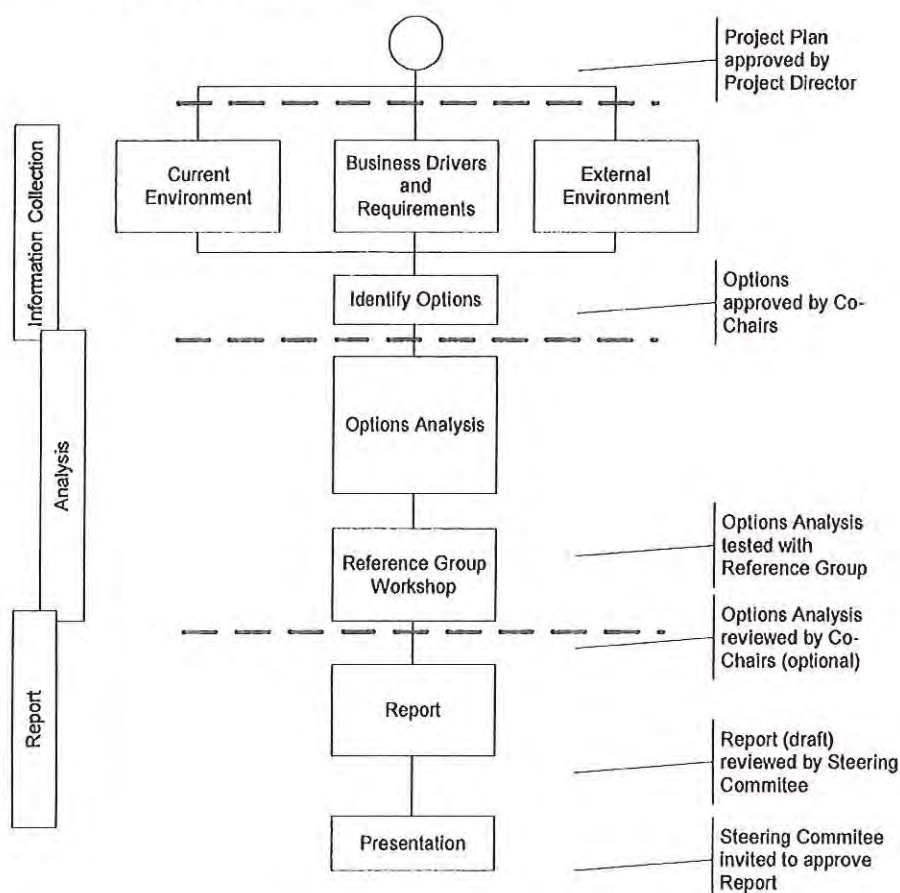 Project Plan
approved by
Project Director
Information Collection
Current
Environment
Business Drivers
and
Requirements
External
Environment
Identify Options
Options
approved by Co-
Chairs
Analysis
Options Analysis
Reference Group
Workshop
Options Analysis
tested with
Reference Group
Options Analysis
reviewed by Co-
Chairs (optional)
Report
Report
Report (draft)
reviewed by Steering
Commitee
Presentation
Steering Commitee
invited to approve
Report